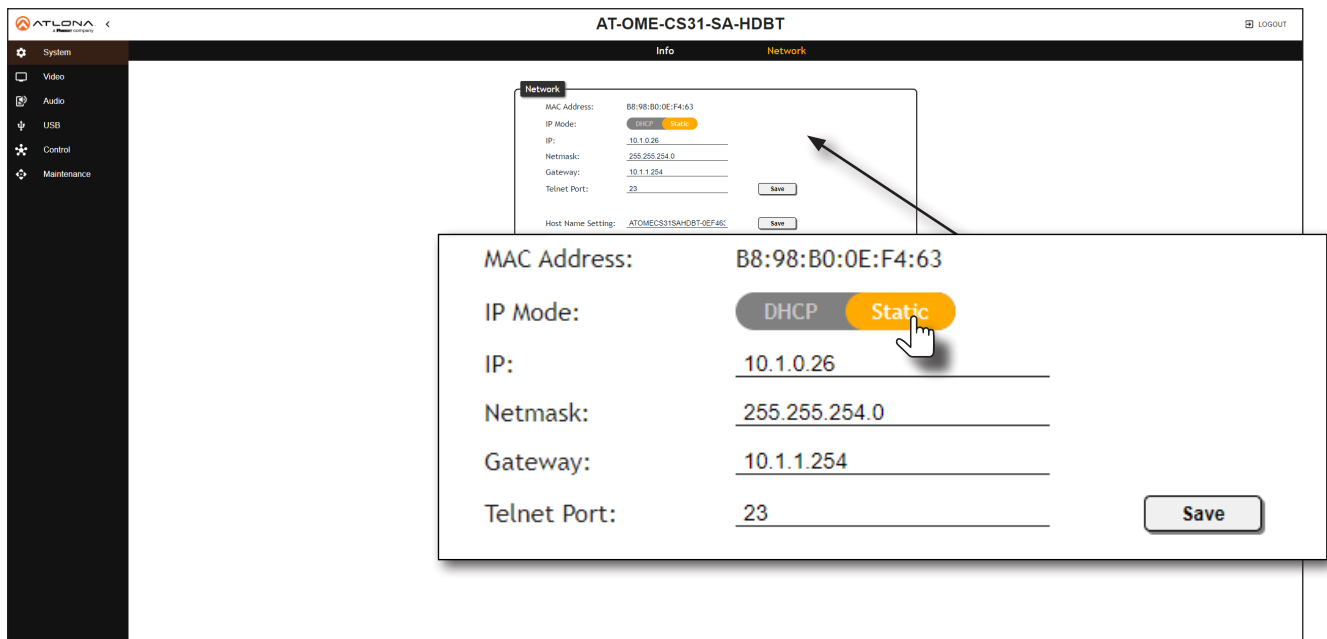 ATLONA
a Panduit company
<
AT-OME-CS31-SA-HDBT
LOGOUT
System
Info
Network
Video
Audio
USB
Control
Maintenance
Network
MAC Address: B8:98:B0:0E:F4:63
IP Mode: DHCP Static
IP: 10.1.0.26
Netmask: 255.255.254.0
Gateway: 10.1.1.254
Telnet Port: 23 Save
Host Name Setting: ATOMECS31SAHDBT-0EF463 Save
MAC Address: B8:98:B0:0E:F4:63
IP Mode: DHCP Static
IP: 10.1.0.26
Netmask: 255.255.254.0
Gateway: 10.1.1.254
Telnet Port: 23 Save